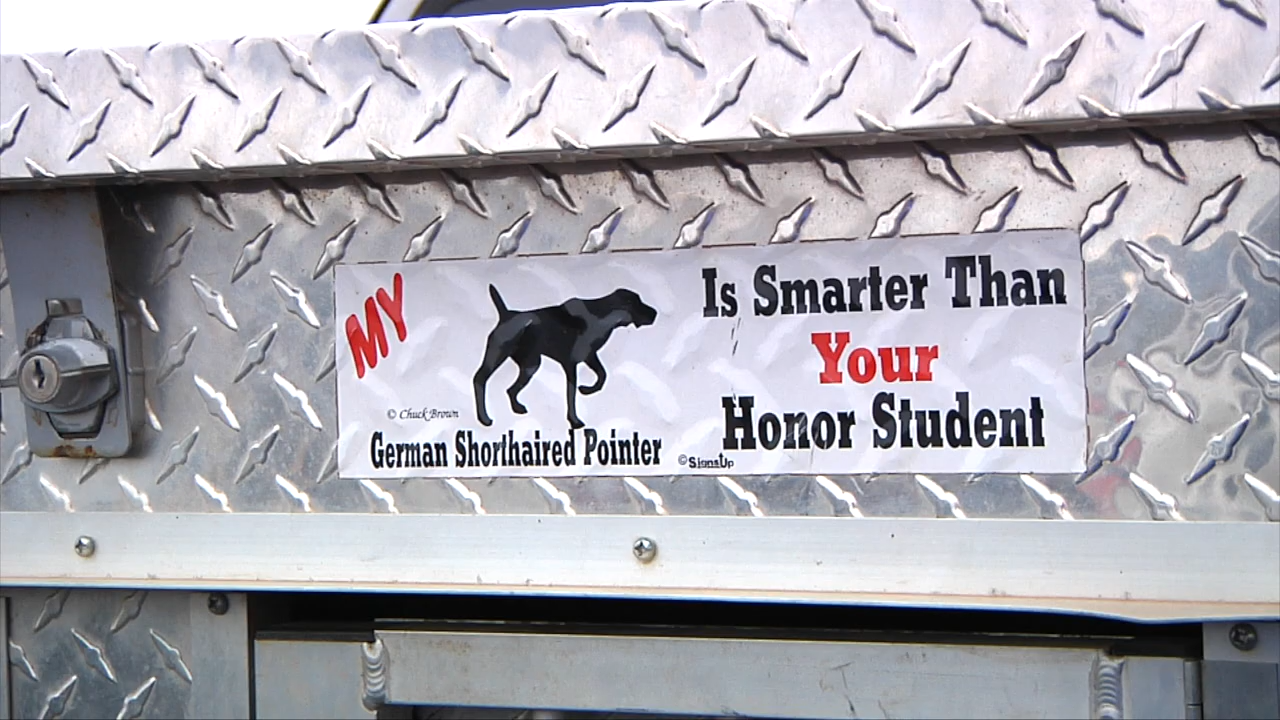 MY
© Chuck Brown
German Shorthaired Pointer
Is Smarter Than
Your
Honor Student
©SignsUp